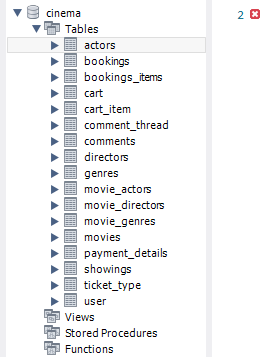 cinema
2
Tables
actors
bookings
bookings_items
cart
cart_item
comment_thread
comments
directors
genres
movie_actors
movie_directors
movie_genres
movies
payment_details
showings
ticket_type
user
Views
Stored Procedures
Functions